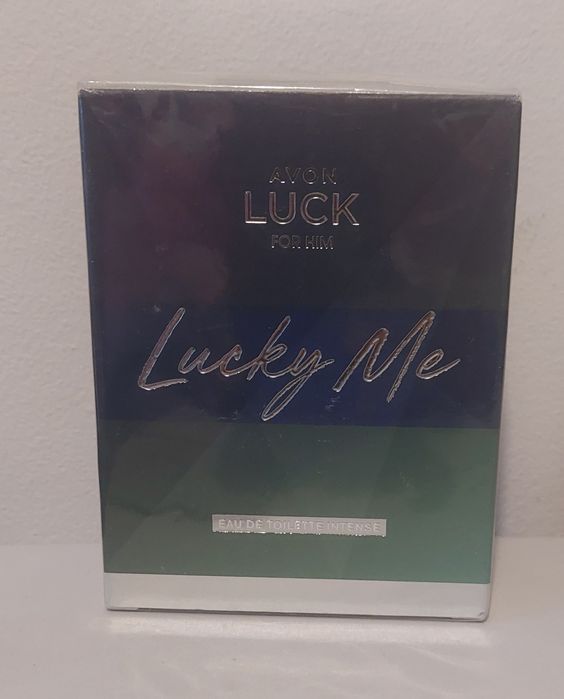 AVON
LUCK
FOR HIM
Lucky Me
EAU DE TOILETTE INTENSE